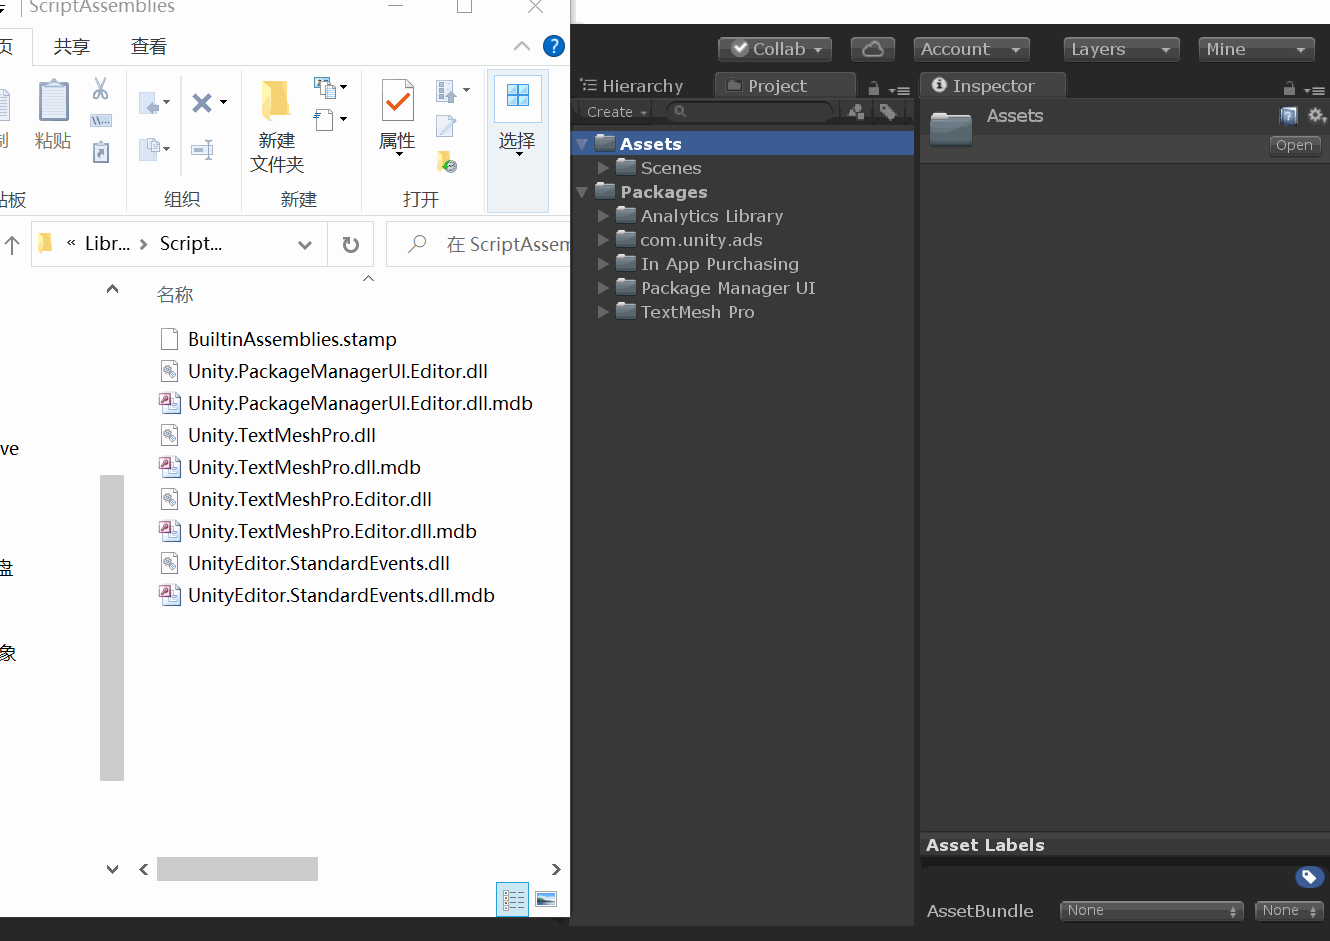 ScriptAssemblies
页 共享 查看
粘贴
新建
文件夹
属性
选择
贴板 组织 新建 打开
« Libr... Script...
在 ScriptAssem
名称
BuiltinAssemblies.stamp
Unity.PackageManagerUI.Editor.dll
Unity.PackageManagerUI.Editor.dll.mdb
Unity.TextMeshPro.dll
Unity.TextMeshPro.dll.mdb
Unity.TextMeshPro.Editor.dll
Unity.TextMeshPro.Editor.dll.mdb
UnityEditor.StandardEvents.dll
UnityEditor.StandardEvents.dll.mdb
ve
盘
象
Collab Account Layers Mine
Hierarchy Project
Create
Assets
Scenes
Packages
Analytics Library
com.unity.ads
In App Purchasing
Package Manager UI
TextMesh Pro
Inspector
Assets
Open
Asset Labels
AssetBundle None None